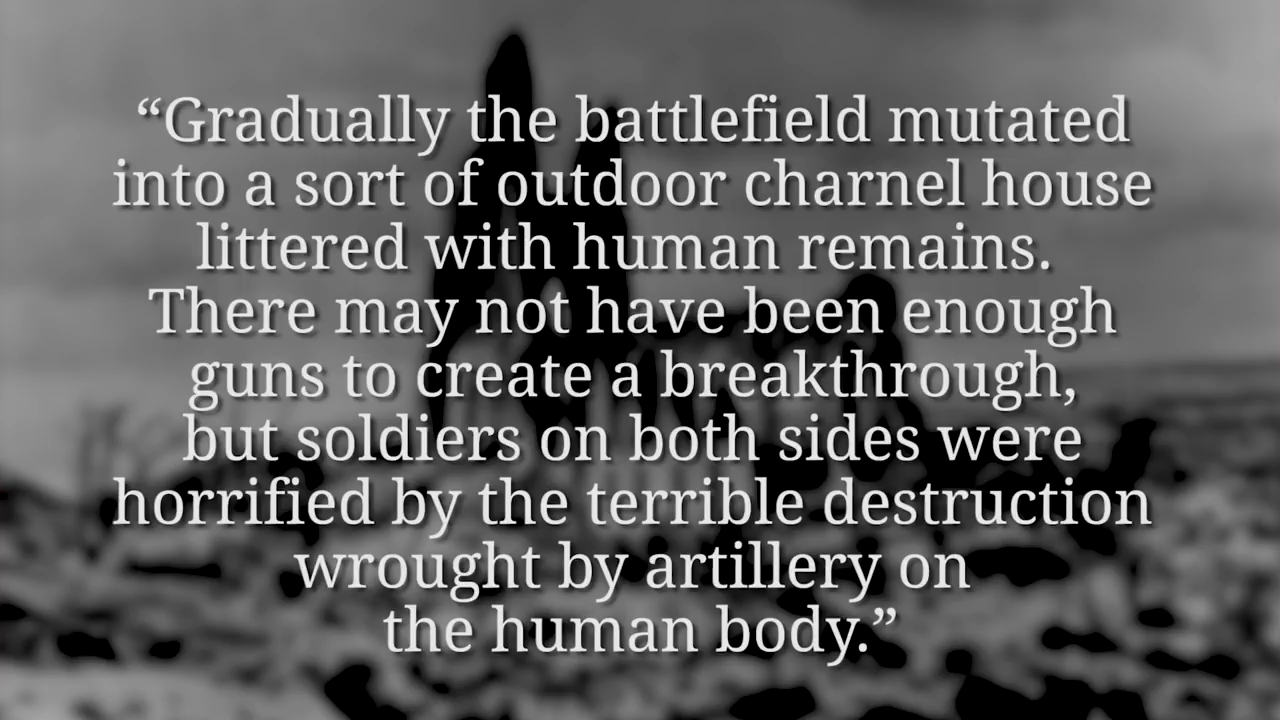 “Gradually the battlefield mutated
into a sort of outdoor charnel house
littered with human remains.
There may not have been enough
guns to create a breakthrough,
but soldiers on both sides were
horrified by the terrible destruction
wrought by artillery on
the human body.”